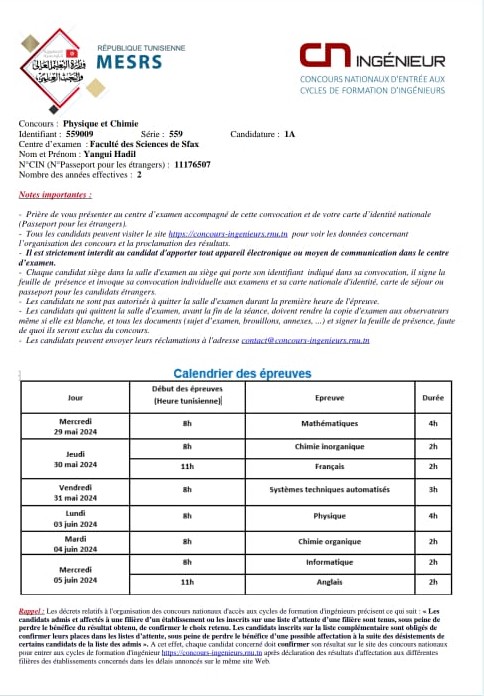 وزارة التعليم العالي
والبحث العلمي
RÉPUBLIQUE TUNISIENNE
MESRS
cn INGÉNIEUR
CONCOURS NATIONAUX D'ENTRÉE AUX
CYCLES DE FORMATION D'INGÉNIEURS
Concours : Physique et Chimie
Identifiant : 559009 Série : 559 Candidature : 1A
Centre d'examen : Faculté des Sciences de Sfax
Nom et Prénom : Yangui Hadil
N°CIN (N°Passeport pour les étrangers) : 11176507
Nombre des années effectives : 2
Notes importantes :
- Prière de vous présenter au centre d'examen accompagné de cette convocation et de votre carte d'identité nationale
(Passeport pour les étrangers).
- Tous les candidats peuvent visiter le site https://concours-ingenieurs.rnu.tn pour voir les données concernant
l'organisation des concours et la proclamation des résultats.
- Il est strictement interdit au candidat d'apporter tout appareil électronique ou moyen de communication dans le centre
d'examen.
- Chaque candidat siège dans la salle d'examen au siège qui porte son identifiant indiqué dans sa convocation, il signe la
feuille de présence et invoque sa convocation individuelle aux examens et sa carte nationale d'identité, carte de séjour ou
passeport pour les candidats étrangers.
- Les candidats ne sont pas autorisés à quitter la salle d'examen durant la première heure de l'épreuve.
- Les candidats qui quittent la salle d'examen, avant la fin de la séance, doivent rendre la copie d'examen aux observateurs
même si elle est blanche, et tous les documents (sujet d'examen, brouillons, annexes, ...) et signer la feuille de présence, faute
de quoi ils seront exclus du concours.
- Les candidats peuvent envoyer leurs réclamations à l'adresse contact@concours-ingenieurs.rnu.tn
Calendrier des épreuves
Jour Début des épreuves (Heure tunisienne) Epreuve Durée
Mercredi 29 mai 2024 8h Mathématiques 4h
Jeudi 30 mai 2024 8h Chimie inorganique 2h
11h Français 2h
Vendredi 31 mai 2024 8h Systèmes techniques automatisés 3h
Lundi 03 juin 2024 8h Physique 4h
Mardi 04 juin 2024 8h Chimie organique 2h
Mercredi 05 juin 2024 8h Informatique 2h
11h Anglais 2h
Rappel : Les décrets relatifs à l'organisation des concours nationaux d'accès aux cycles de formation d'ingénieurs précisent ce qui suit : « Les
candidats admis et affectés à une filière d'un établissement ou les inscrits sur une liste d'attente d'une filière sont tenus, sous peine de
perdre le bénéfice du résultat obtenu, de confirmer le choix retenu. Les candidats inscrits sur la liste complémentaire sont obligés de
confirmer leurs places dans les listes d'attente, sous peine de perdre le bénéfice d'une possible affectation à la suite des désistements de
certains candidats de la liste des admis ». A cet effet, chaque candidat concerné doit confirmer son résultat sur le site des concours nationaux
pour entrer aux cycles de formation d'ingénieur https://concours-ingenieurs.rnu.tn après déclaration des résultats d'affectation aux différentes
filières des établissements concernés dans les délais annoncés sur le même site Web.